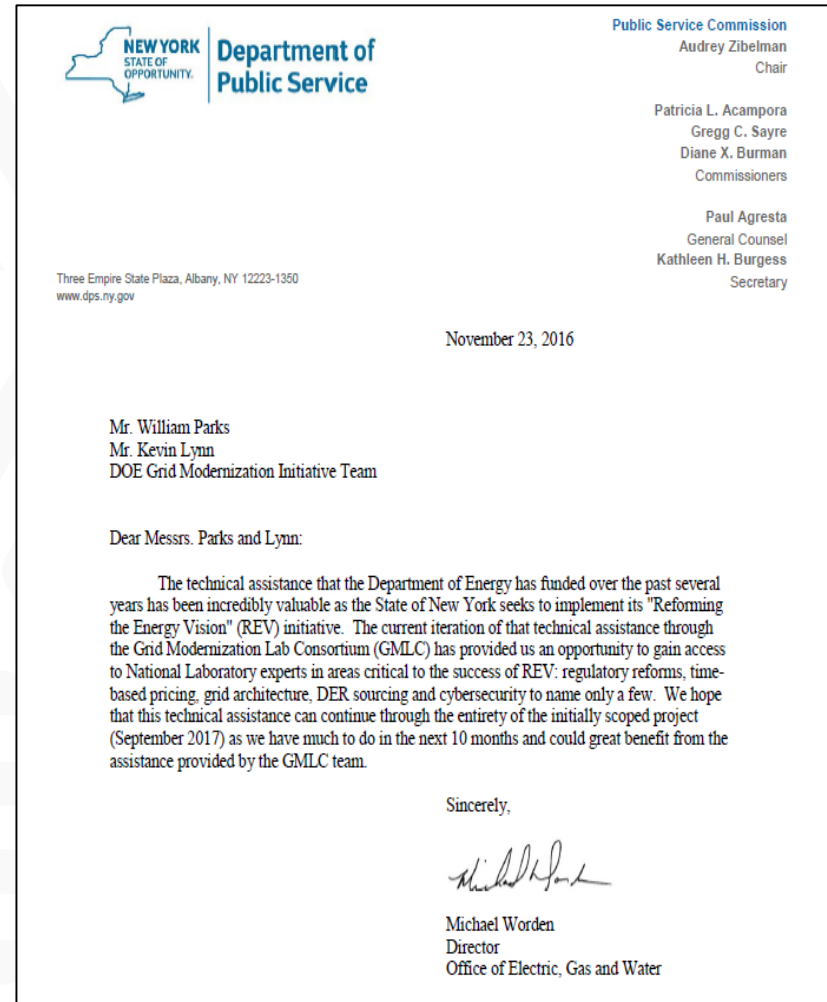 NEW YORK
STATE OF
OPPORTUNITY.
Department of
Public Service
Public Service Commission
Audrey Zibelman
Chair
Patricia L. Acampora
Gregg C. Sayre
Diane X. Burman
Commissioners
Paul Agresta
General Counsel
Kathleen H. Burgess
Secretary
Three Empire State Plaza, Albany, NY 12223-1350
www.dps.ny.gov
November 23, 2016
Mr. William Parks
Mr. Kevin Lynn
DOE Grid Modernization Initiative Team
Dear Messrs. Parks and Lynn:
The technical assistance that the Department of Energy has funded over the past several
years has been incredibly valuable as the State of New York seeks to implement its "Reforming
the Energy Vision" (REV) initiative. The current iteration of that technical assistance through
the Grid Modernization Lab Consortium (GMLC) has provided us an opportunity to gain access
to National Laboratory experts in areas critical to the success of REV: regulatory reforms, time-
based pricing, grid architecture, DER sourcing and cybersecurity to name only a few. We hope
that this technical assistance can continue through the entirety of the initially scoped project
(September 2017) as we have much to do in the next 10 months and could great benefit from the
assistance provided by the GMLC team.
Sincerely,
Michael Worden
Director
Office of Electric, Gas and Water